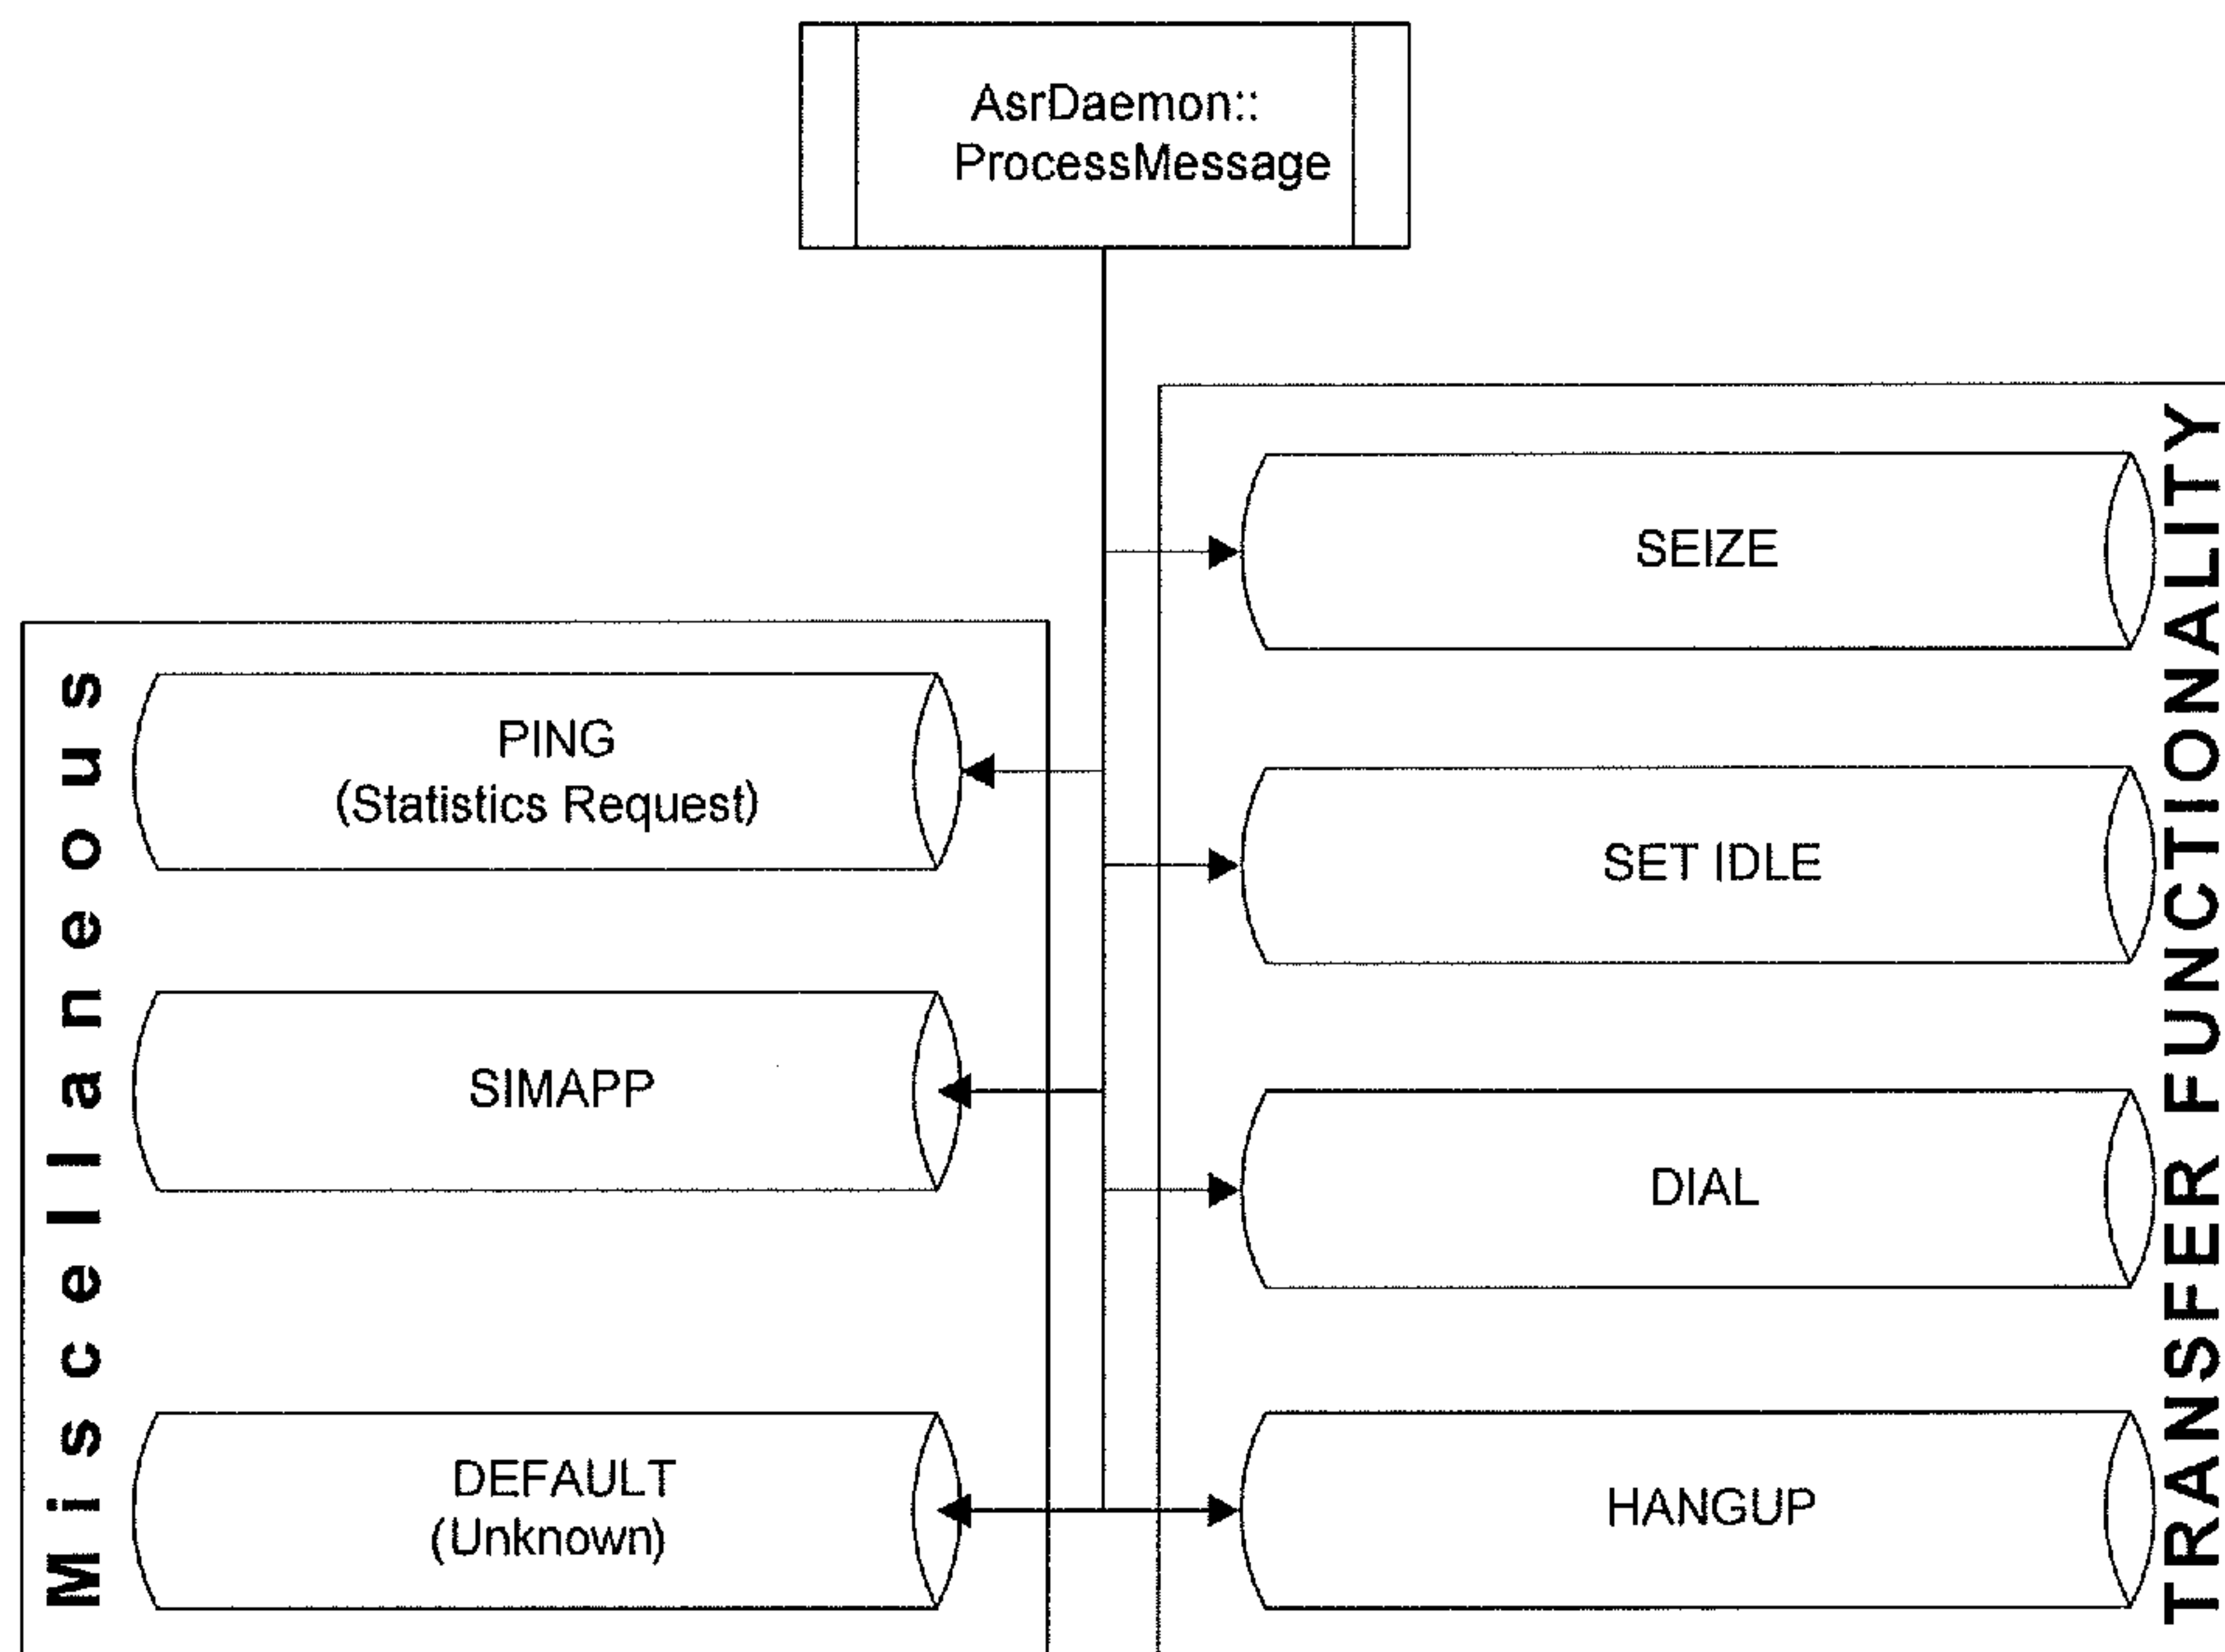 AsrDaemon::
ProcessMessage
Miscellaneous
PING
(Statistics Request)
SIMAPP
DEFAULT
(Unknown)
SEIZE
SET IDLE
DIAL
HANGUP
TRANSFER FUNCTIONALITY